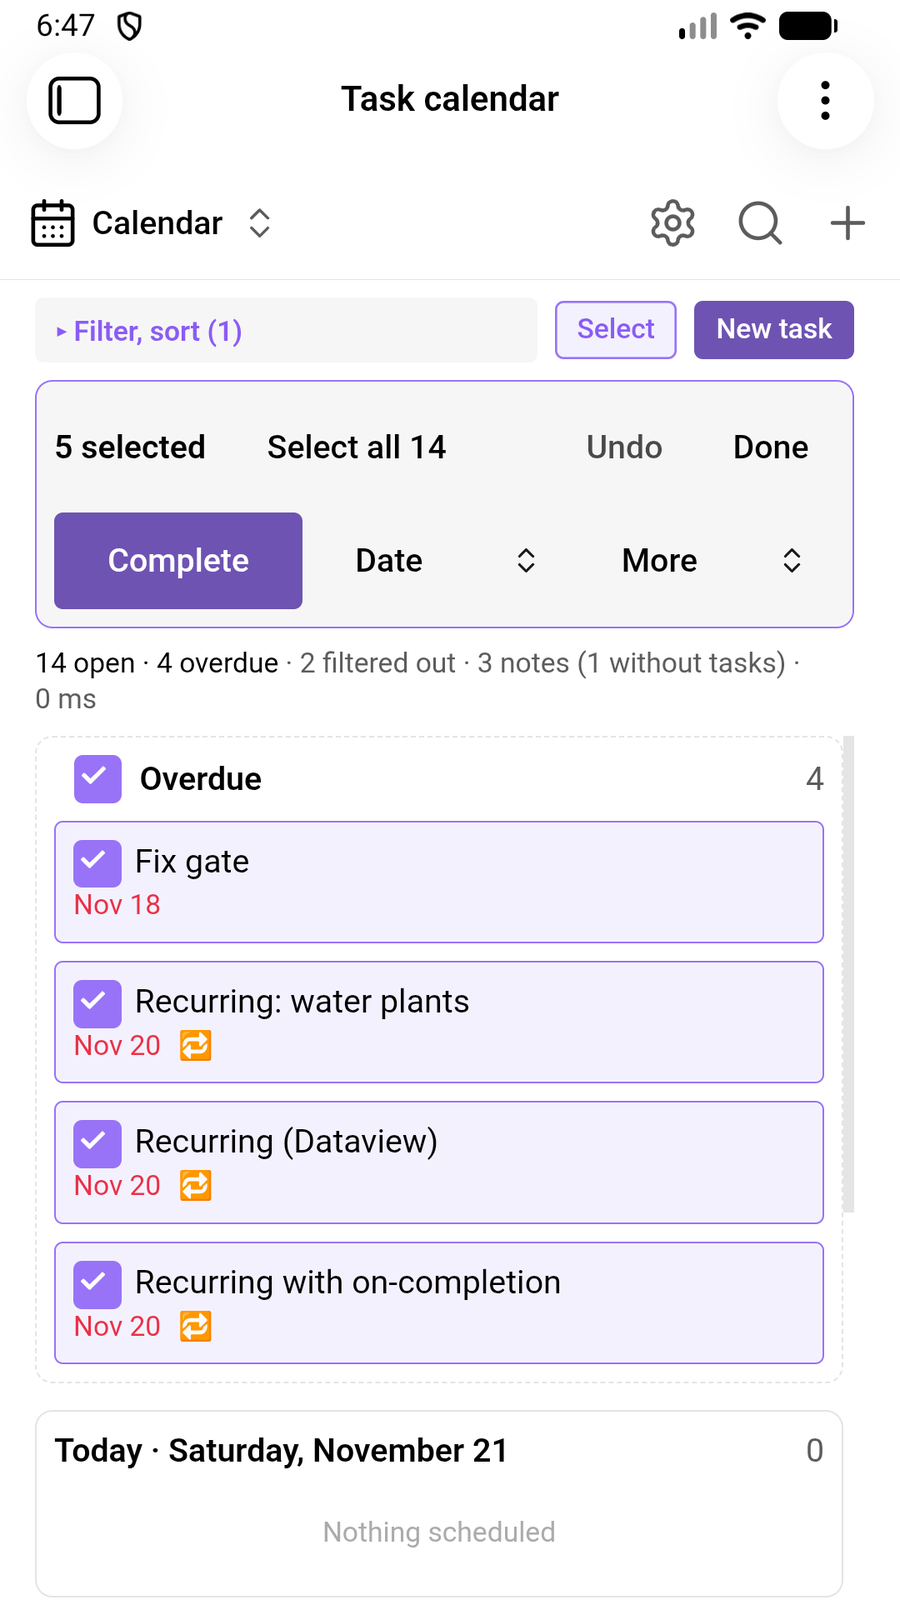 6:47
Task calendar
Calendar
▸ Filter, sort (1)
Select
New task
5 selected
Select all 14
Undo
Done
Complete
Date
More
14 open · 4 overdue · 2 filtered out · 3 notes (1 without tasks) ·
0 ms
Overdue
4
Fix gate
Nov 18
Recurring: water plants
Nov 20 🔁
Recurring (Dataview)
Nov 20 🔁
Recurring with on-completion
Nov 20 🔁
Today · Saturday, November 21
0
Nothing scheduled